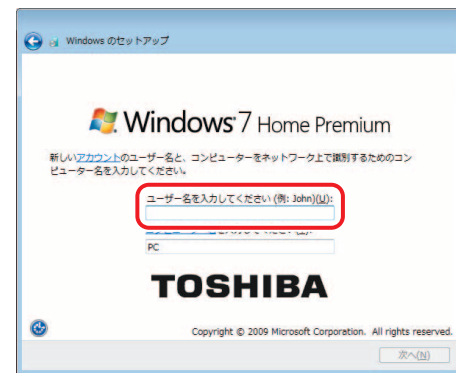 Windows のセットアップ
Windows 7 Home Premium
新しいアカウントのユーザー名と、コンピューターをネットワーク上で識別するためのコン
ピューター名を入力してください。
ユーザー名を入力してください (例: John)(U):
PC
TOSHIBA
Copyright © 2009 Microsoft Corporation. All rights reserved.
次へ(N)